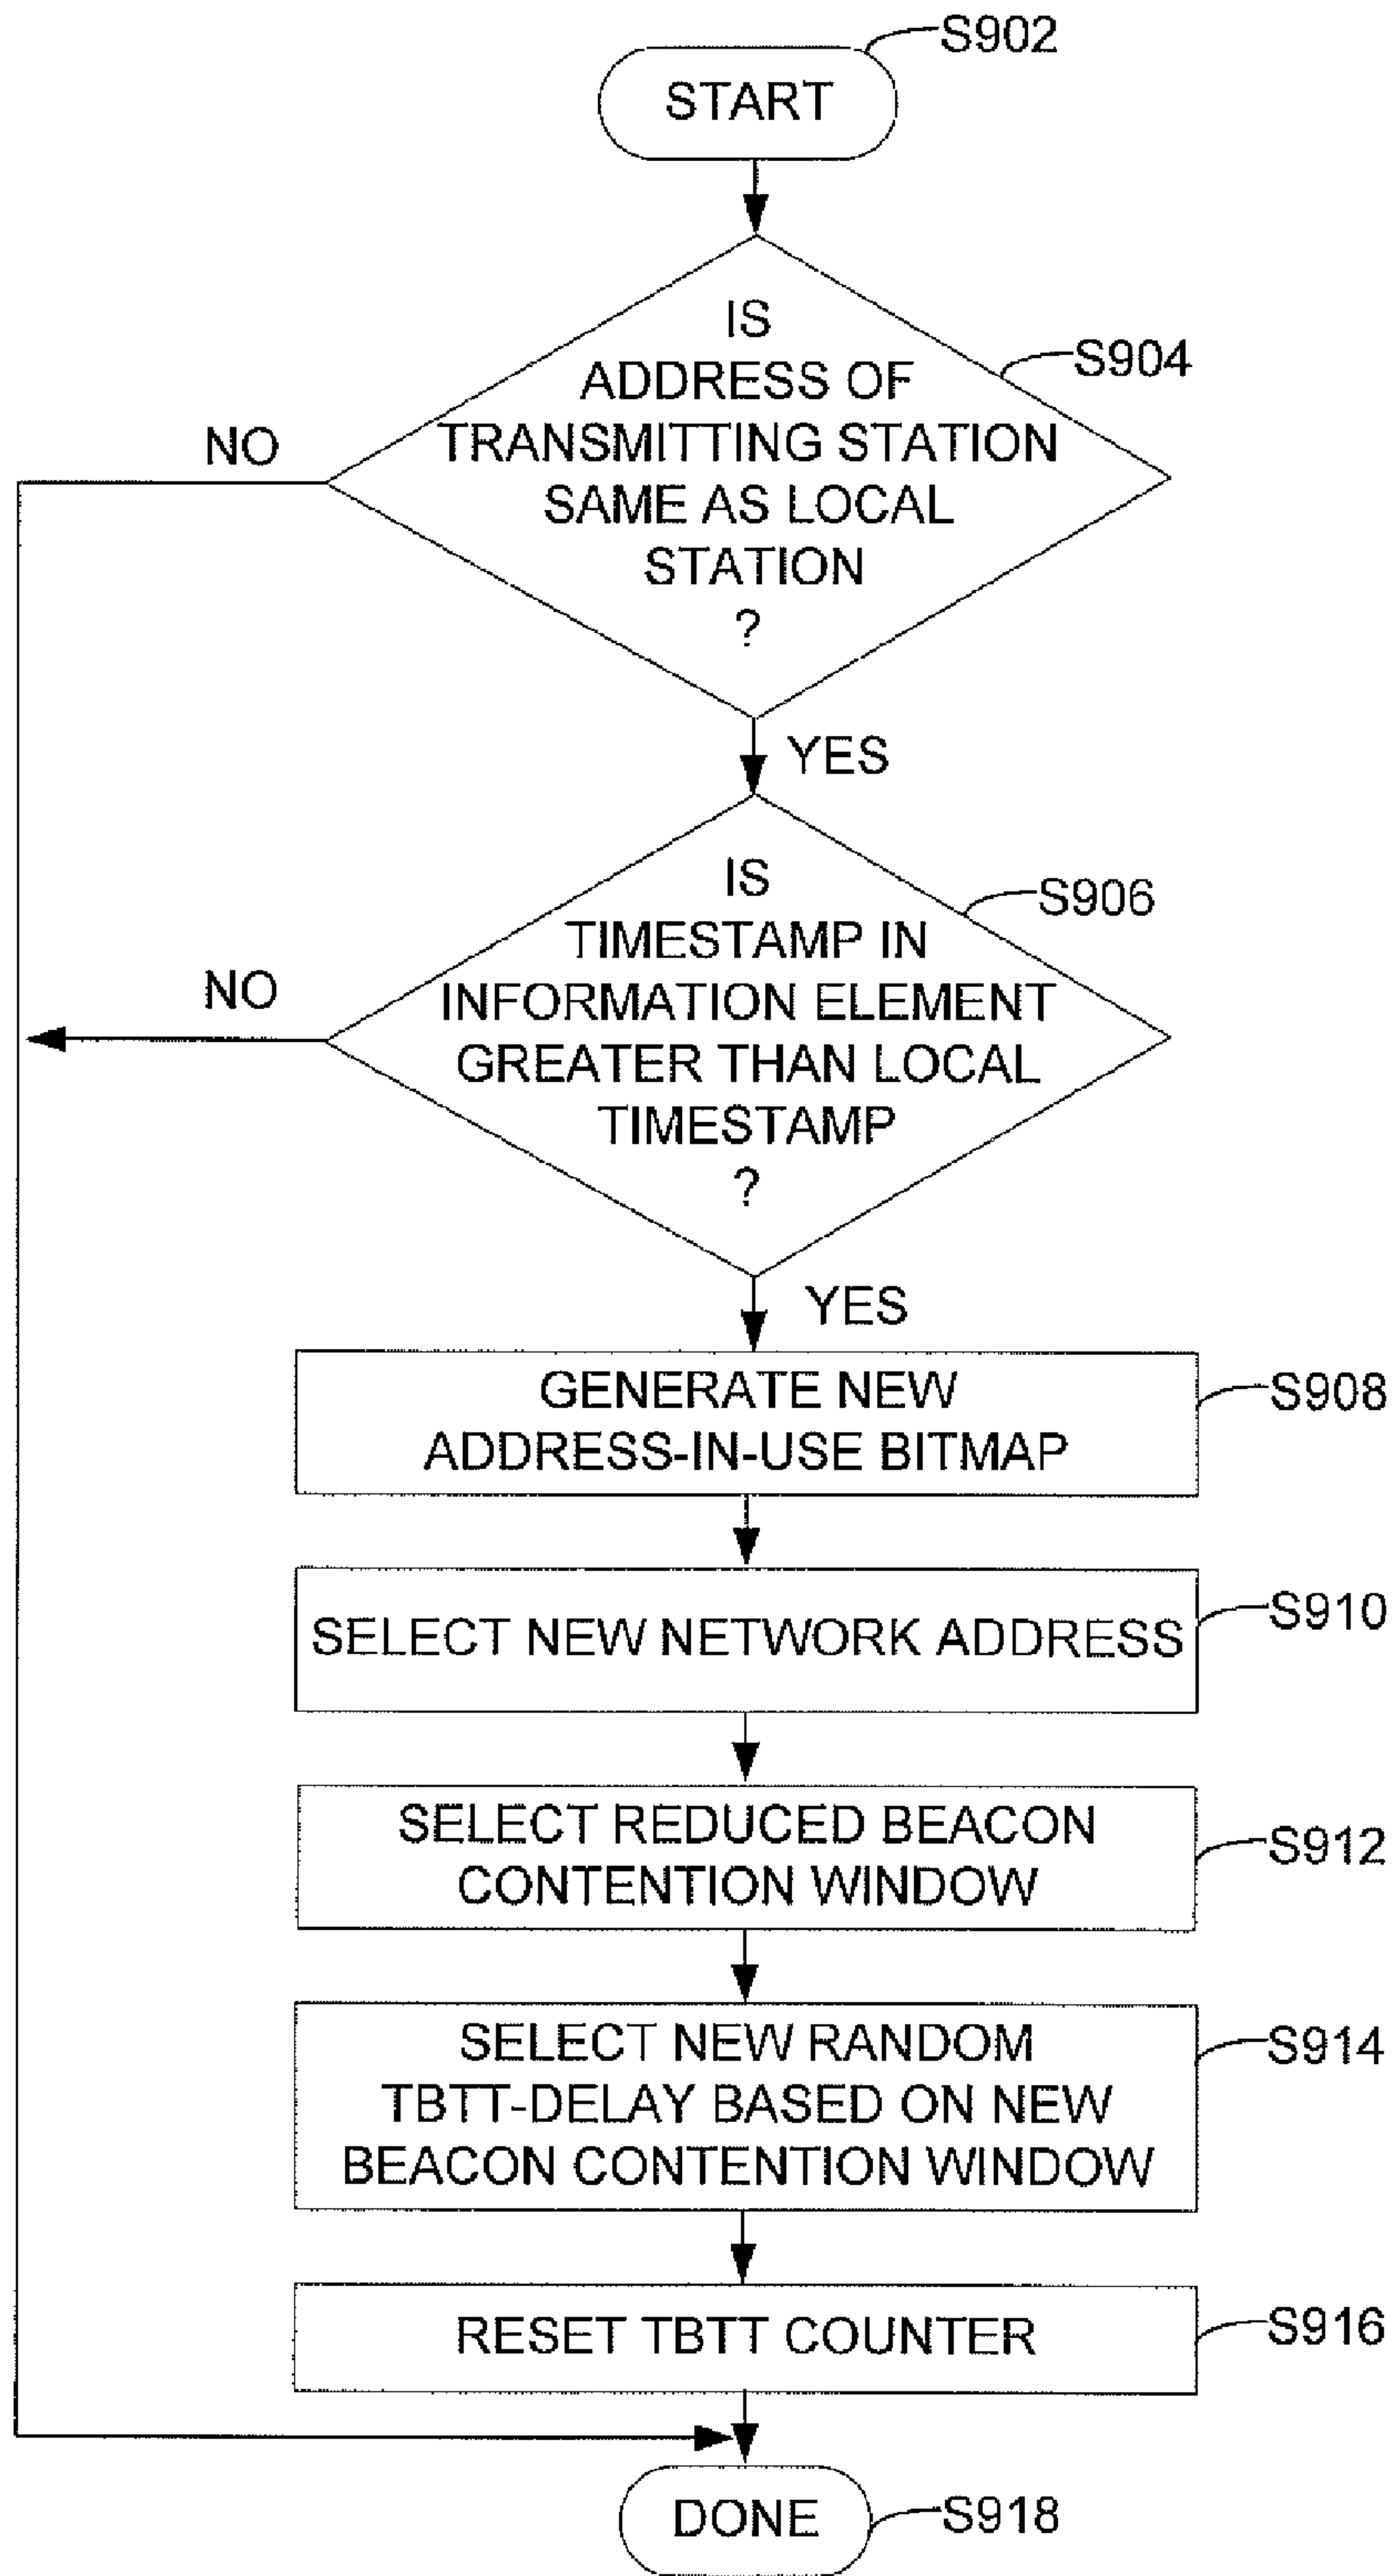 S902
START
IS
ADDRESS OF
TRANSMITTING STATION
SAME AS LOCAL
STATION
?
S904
NO
YES
IS
TIMESTAMP IN
INFORMATION ELEMENT
GREATER THAN LOCAL
TIMESTAMP
?
S906
NO
YES
GENERATE NEW
ADDRESS-IN-USE BITMAP
S908
SELECT NEW NETWORK ADDRESS
S910
SELECT REDUCED BEACON
CONTENTION WINDOW
S912
SELECT NEW RANDOM
TBTT-DELAY BASED ON NEW
BEACON CONTENTION WINDOW
S914
RESET TBTT COUNTER
S916
DONE
S918